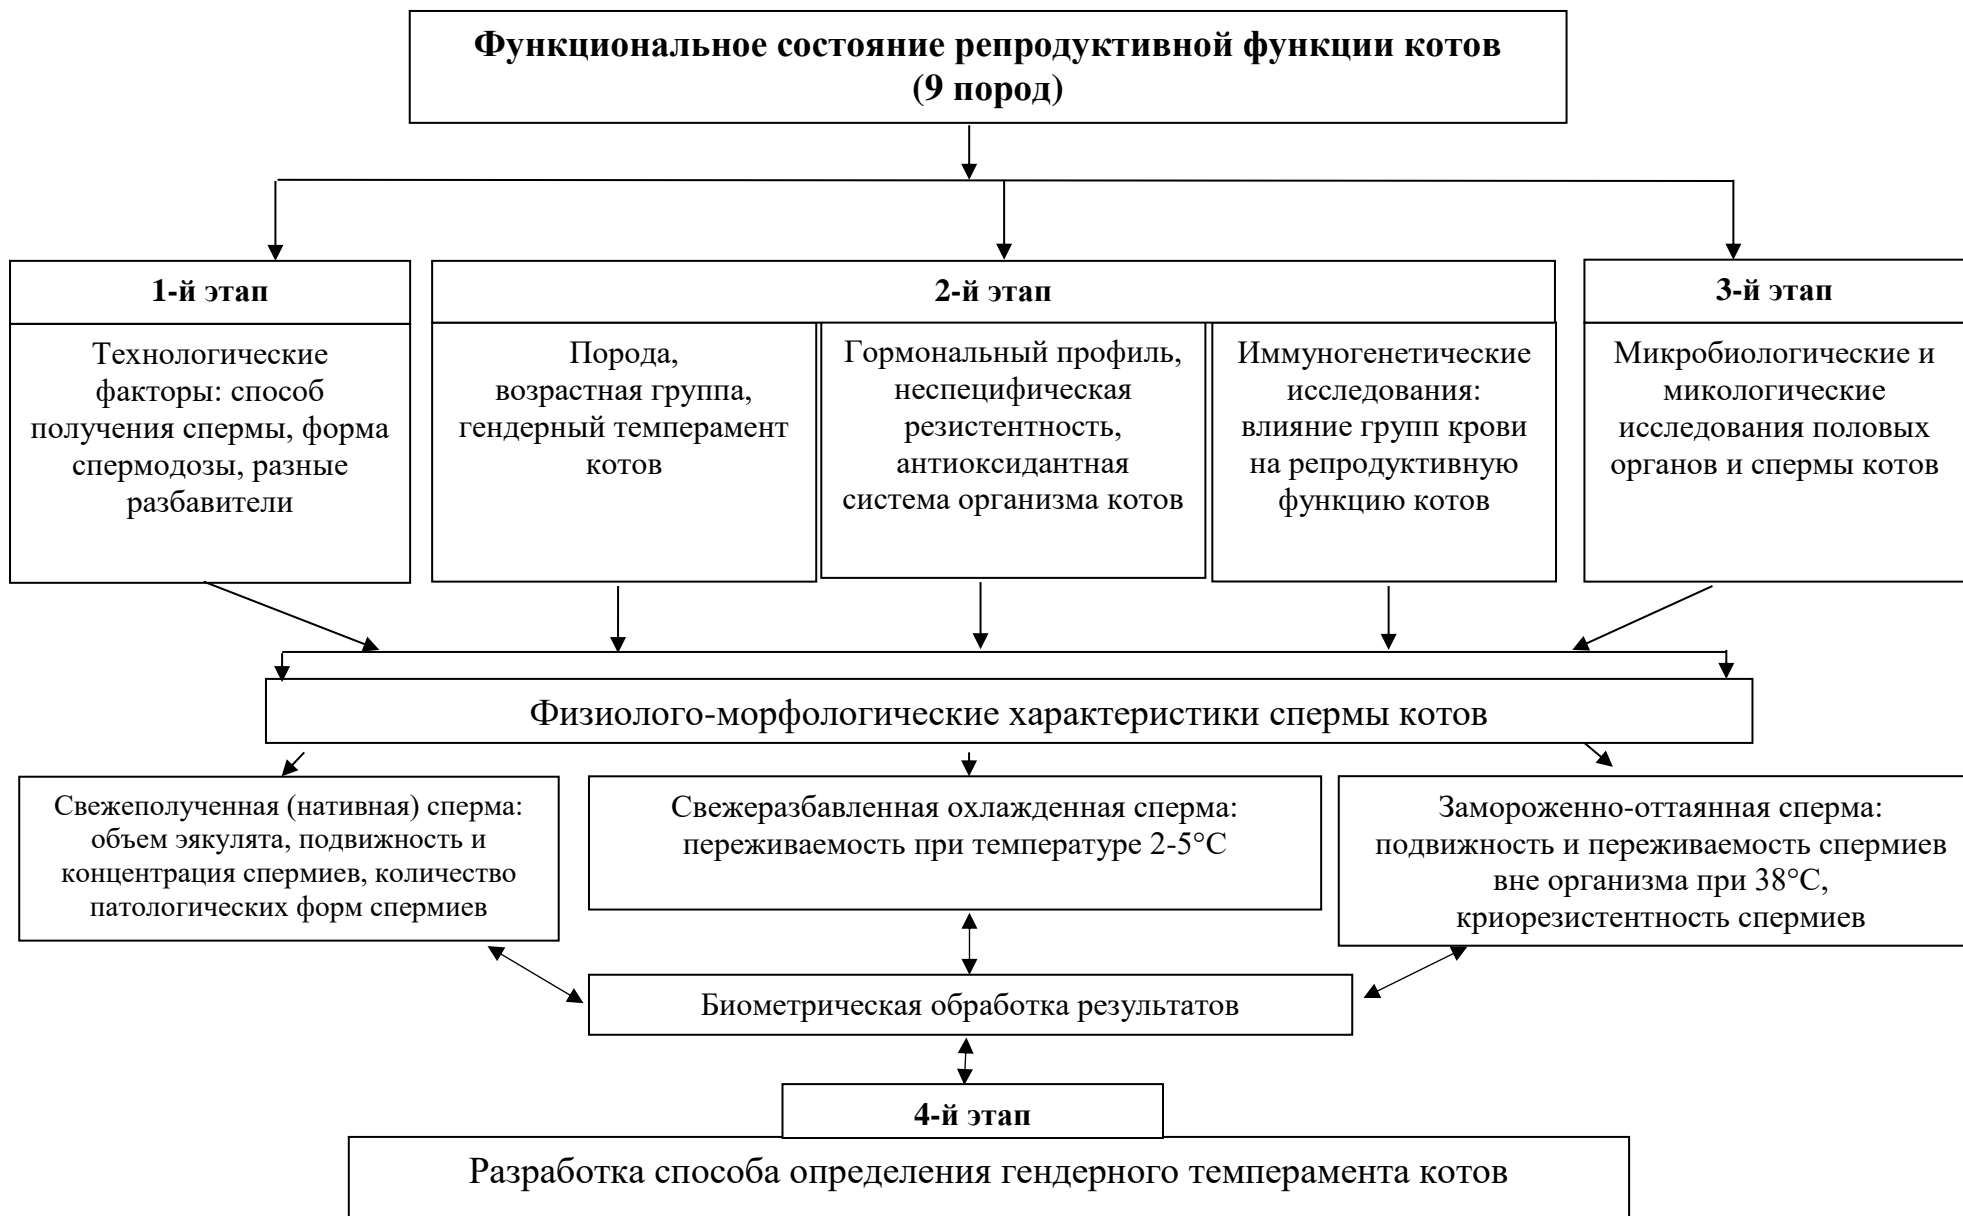 Функциональное состояние репродуктивной функции котов
(9 пород)
1-й этап
Технологические
факторы: способ
получения спермы, форма
спермодозы, разные
разбавители
2-й этап
Порода,
возрастная группа,
гендерный темперамент
котов
Гормональный профиль,
неспецифическая
резистентность,
антиоксидантная
система организма котов
Иммуногенетические
исследования:
влияние групп крови
на репродуктивную
функцию котов
3-й этап
Микробиологические и
микологические
исследования половых
органов и спермы котов
Физиолого-морфологические характеристики спермы котов
Свежеполученная (нативная) сперма:
объем эякулята, подвижность и
концентрация спермиев, количество
патологических форм спермиев
Свежеразбавленная охлажденная сперма:
переживаемость при температуре 2-5°С
Замороженно-оттаянная сперма:
подвижность и переживаемость спермиев
вне организма при 38°С,
криорезистентность спермиев
Биометрическая обработка результатов
4-й этап
Разработка способа определения гендерного темперамента котов